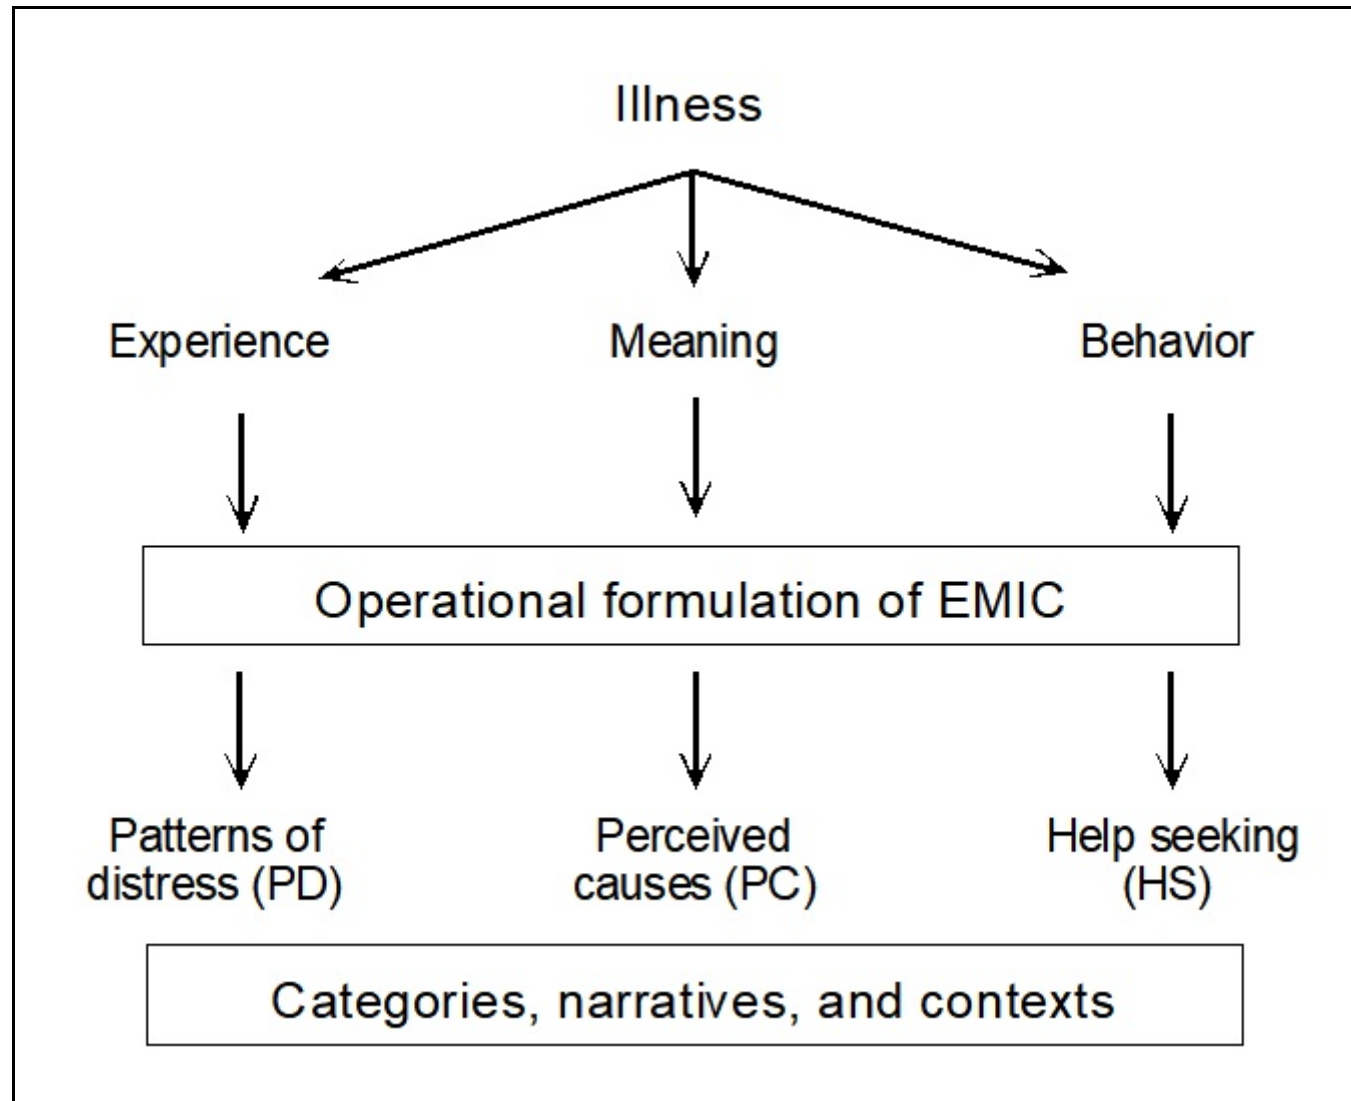 Illness
Experience Meaning Behavior
Operational formulation of EMIC
Patterns of Perceived Help seeking
distress (PD) causes (PC) (HS)
Categories, narratives, and contexts